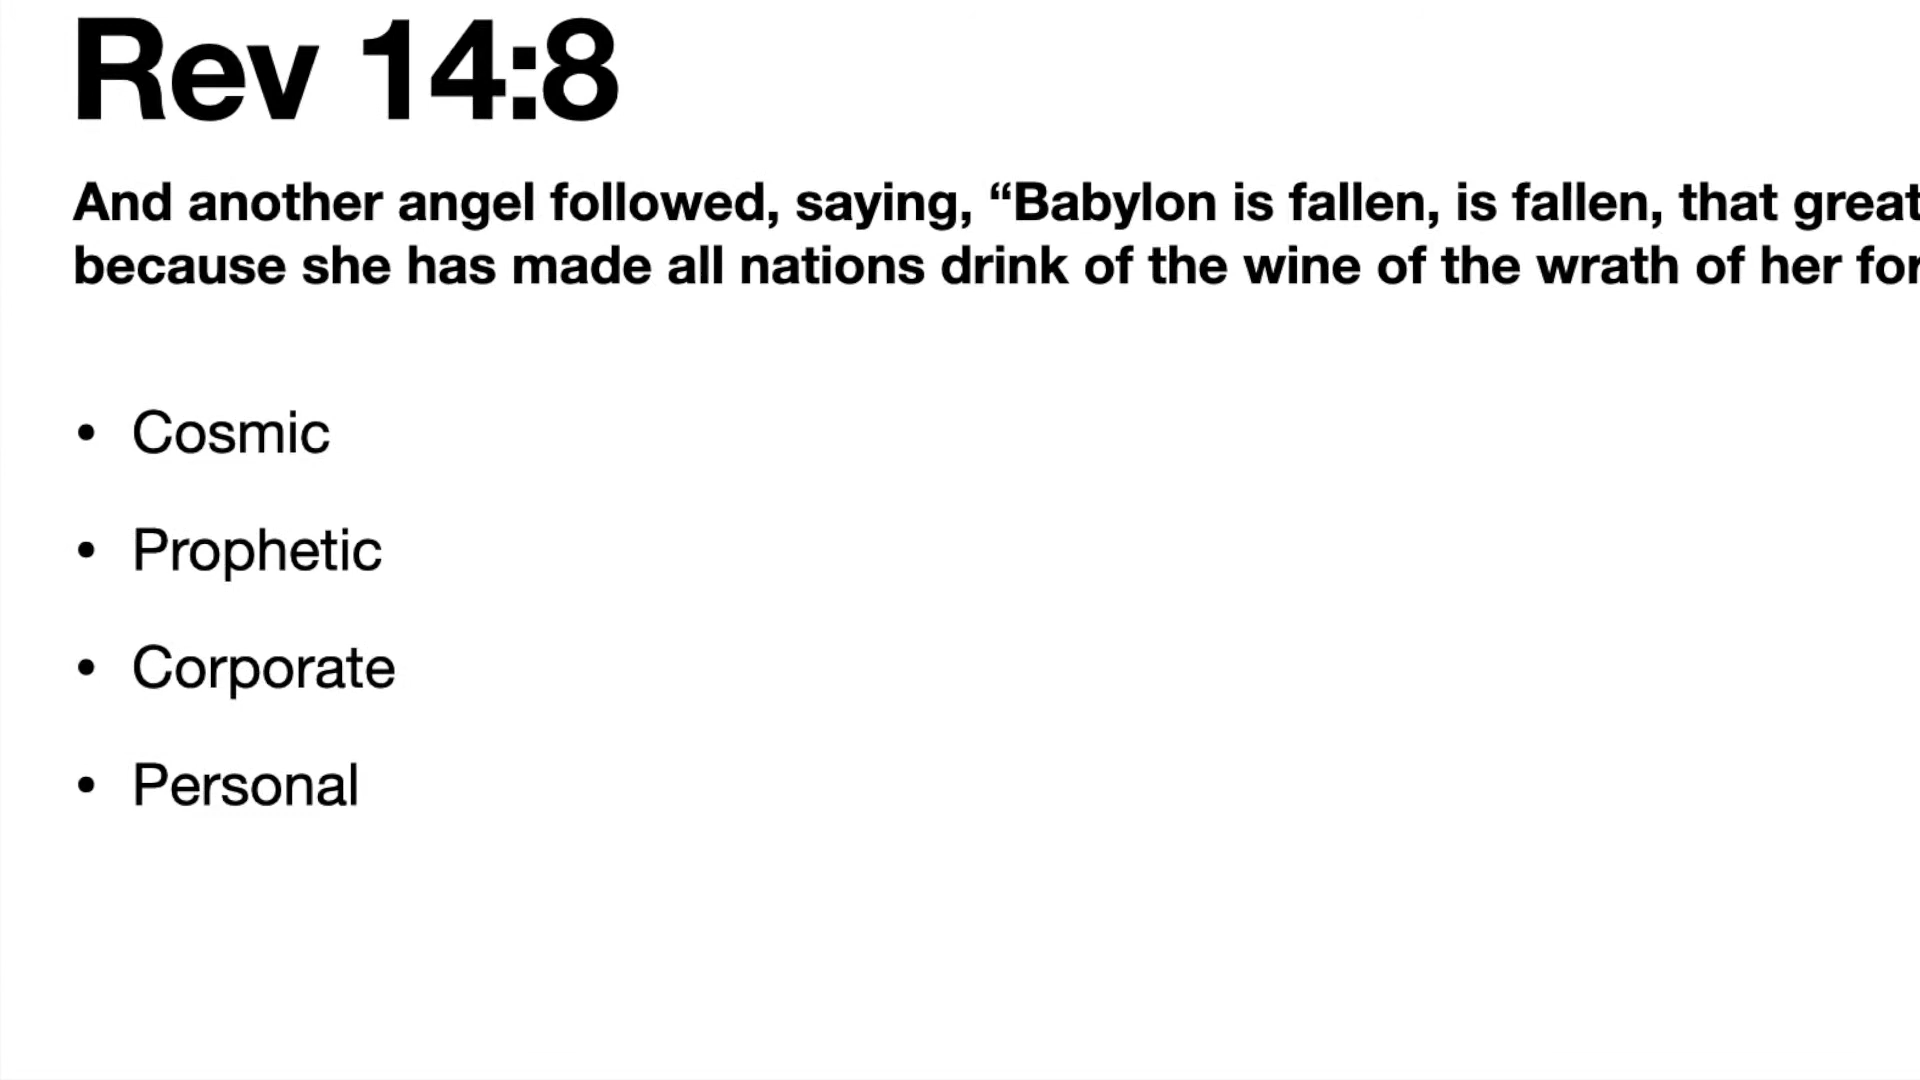 Rev 14:8
And another angel followed, saying, “Babylon is fallen, is fallen, that great
because she has made all nations drink of the wine of the wrath of her for
• Cosmic
• Prophetic
• Corporate
• Personal